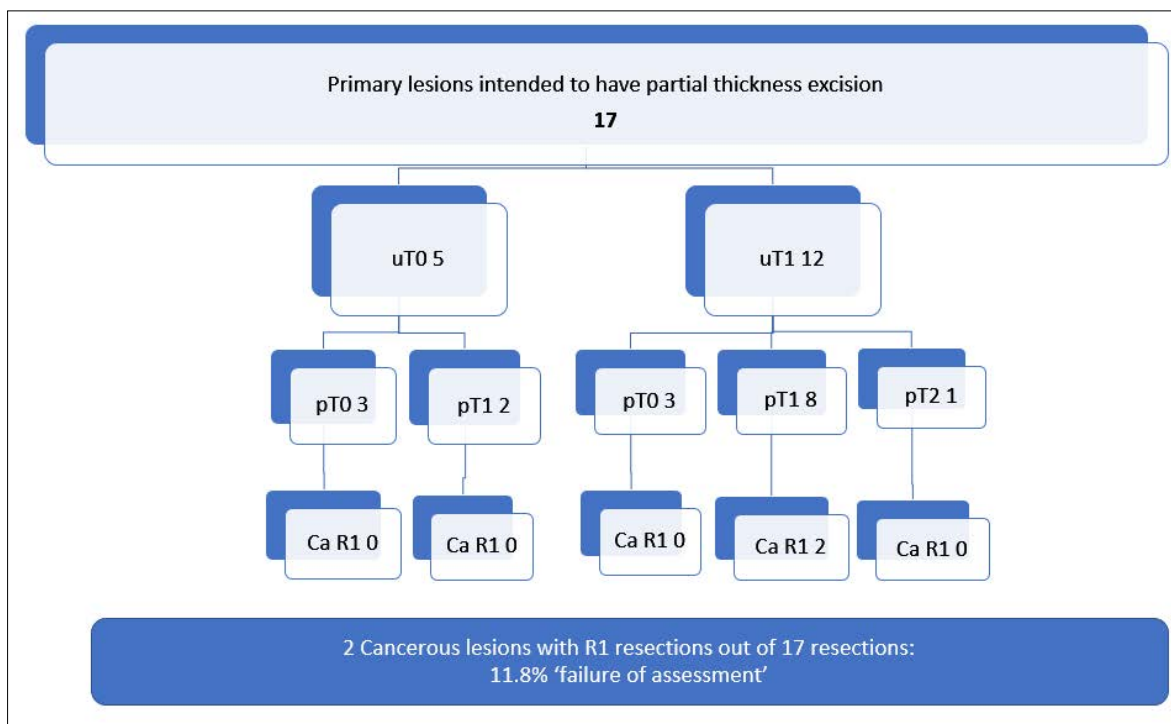 Primary lesions intended to have partial thickness excision
17
uT0 5
uT1 12
pT0 3
pT1 2
pT0 3
pT1 8
pT2 1
Ca R1 0
Ca R1 0
Ca R1 0
Ca R1 2
Ca R1 0
2 Cancerous lesions with R1 resections out of 17 resections:
11.8% ‘failure of assessment’